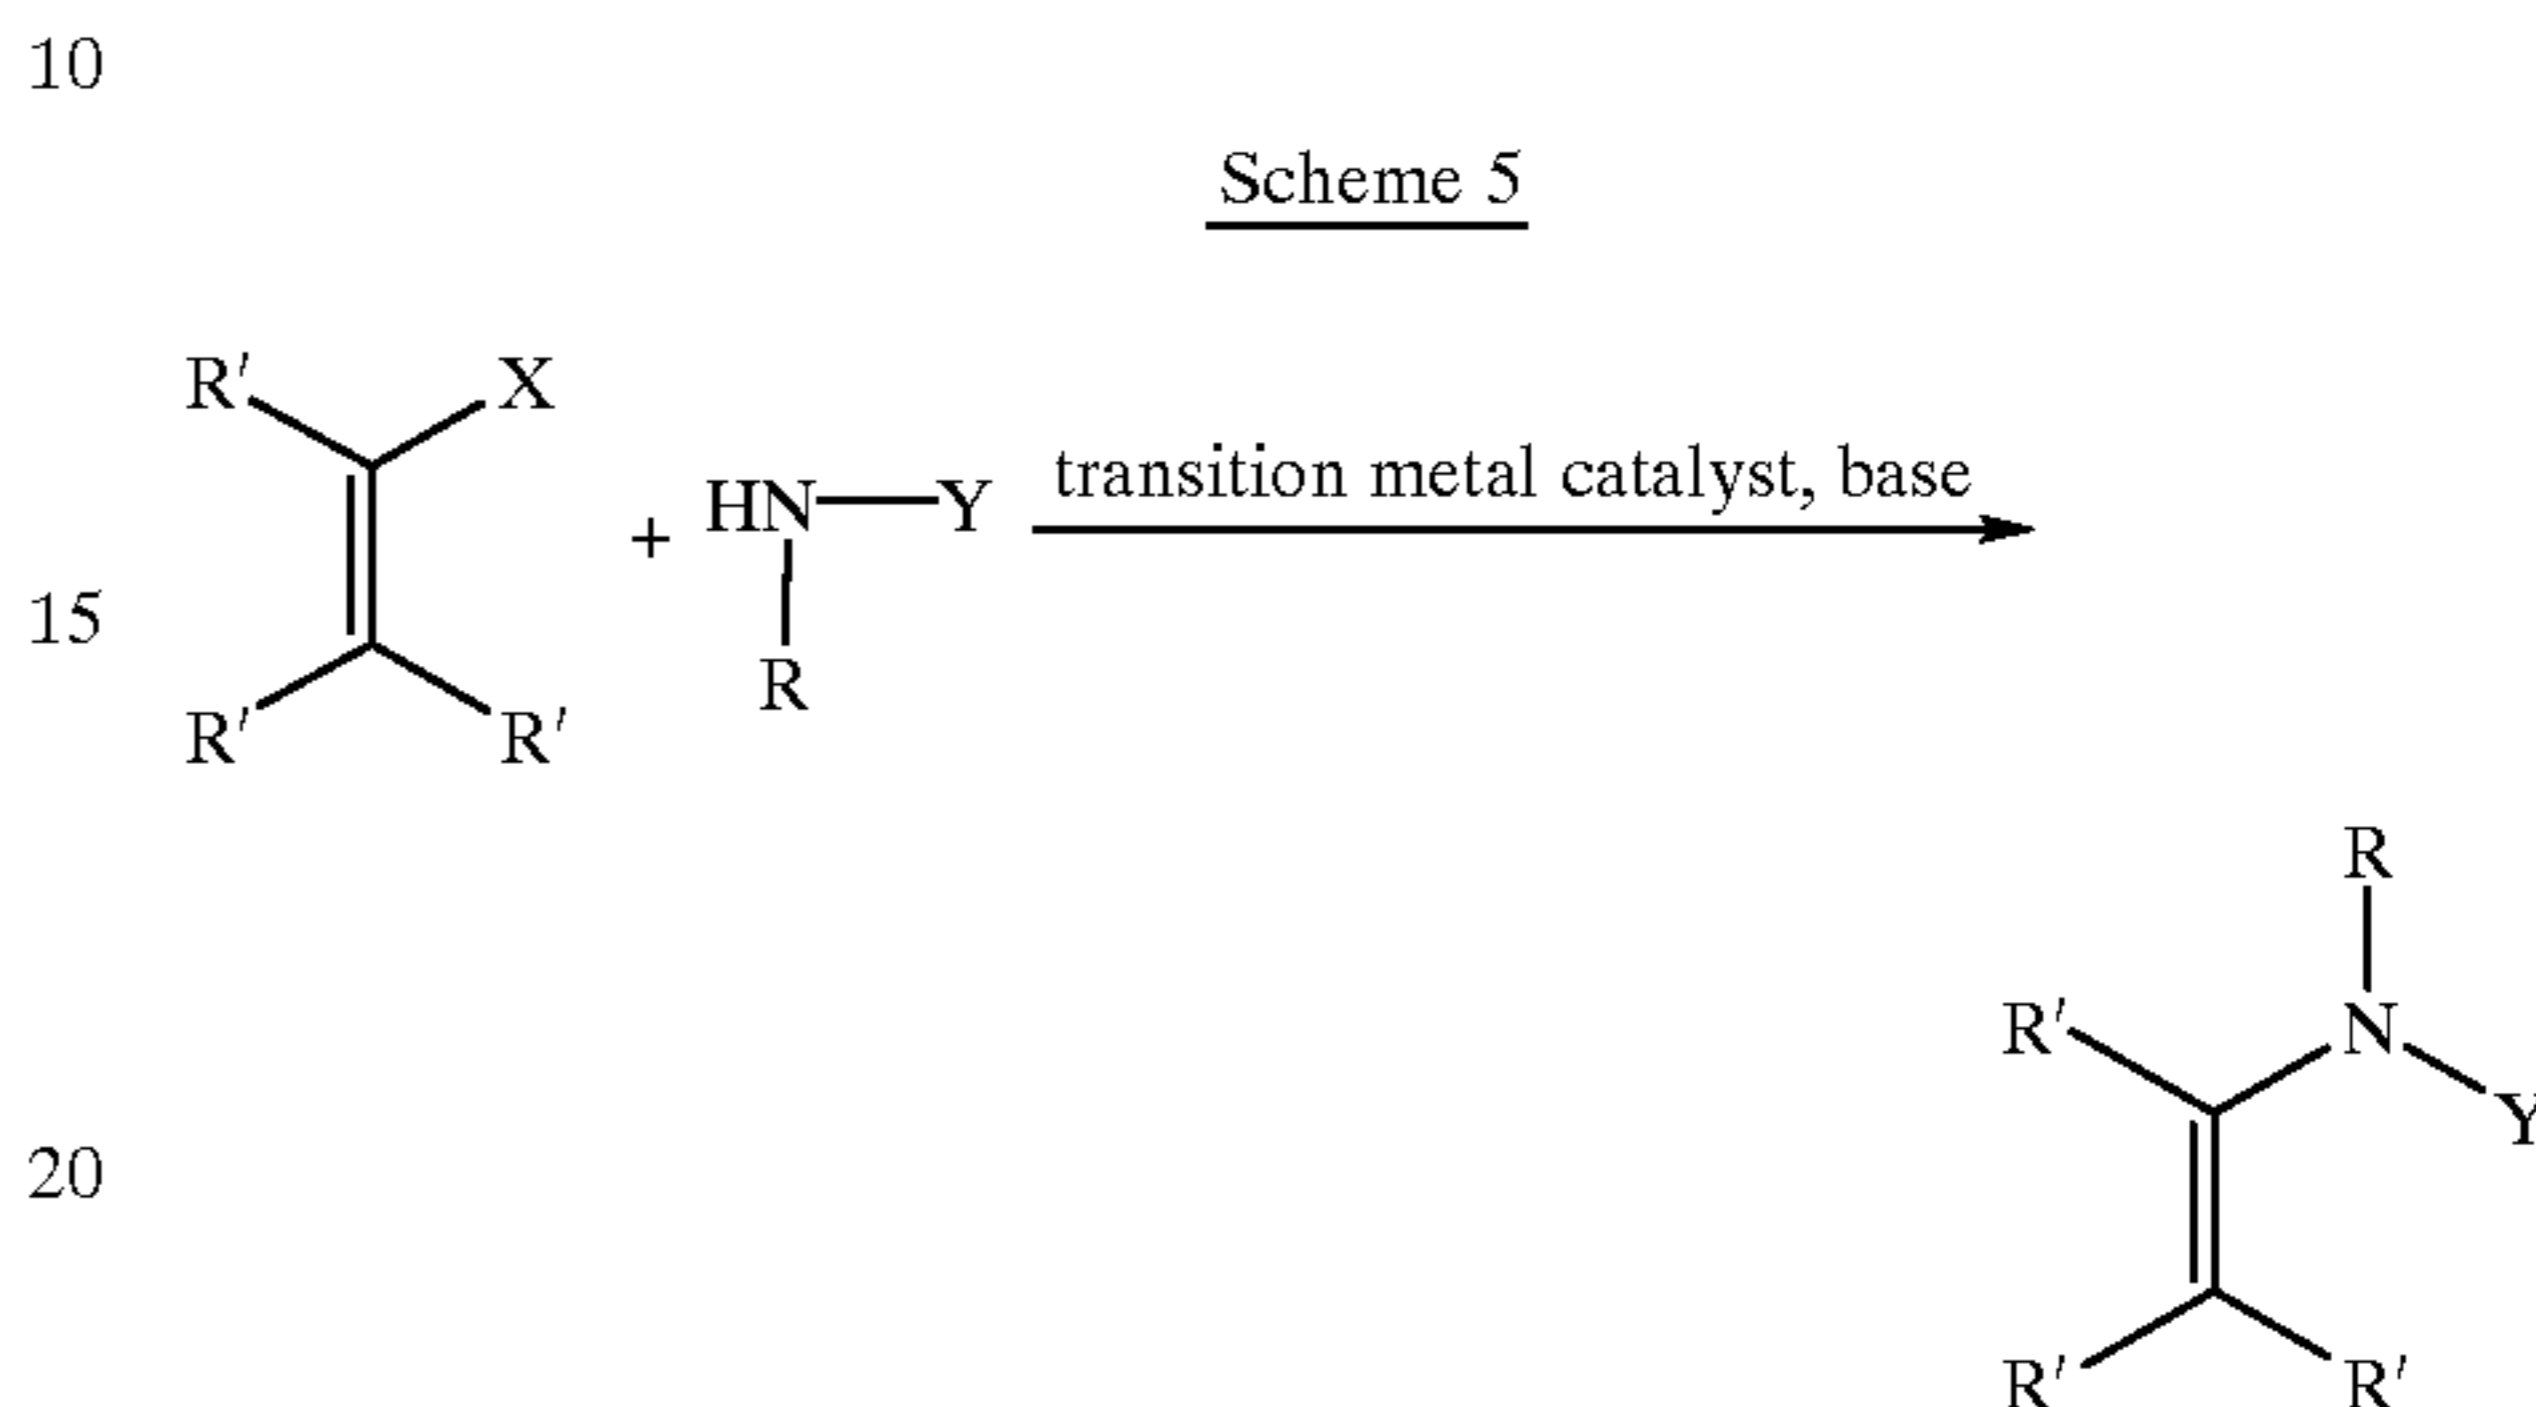 10
Scheme 5
R' X
HN Y
transition metal catalyst, base
+
15
R
R' R'
R
R' N
Y
20
R' R'